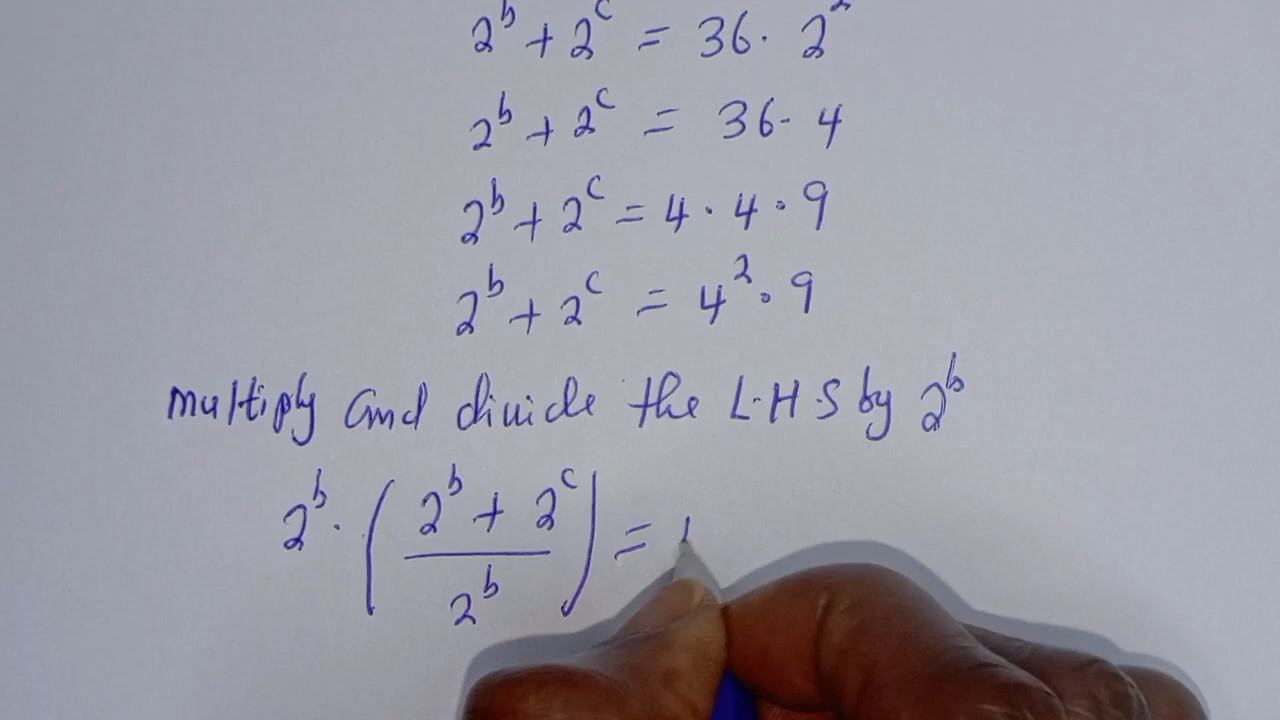 2^b + 2^c = 36 · 2^2
2^b + 2^c = 36 · 4
2^b + 2^c = 4 · 4 · 9
2^b + 2^c = 4^2 · 9
multiply and divide the L·H·S by 2^b
2^b · ( (2^b + 2^c) / 2^b ) =